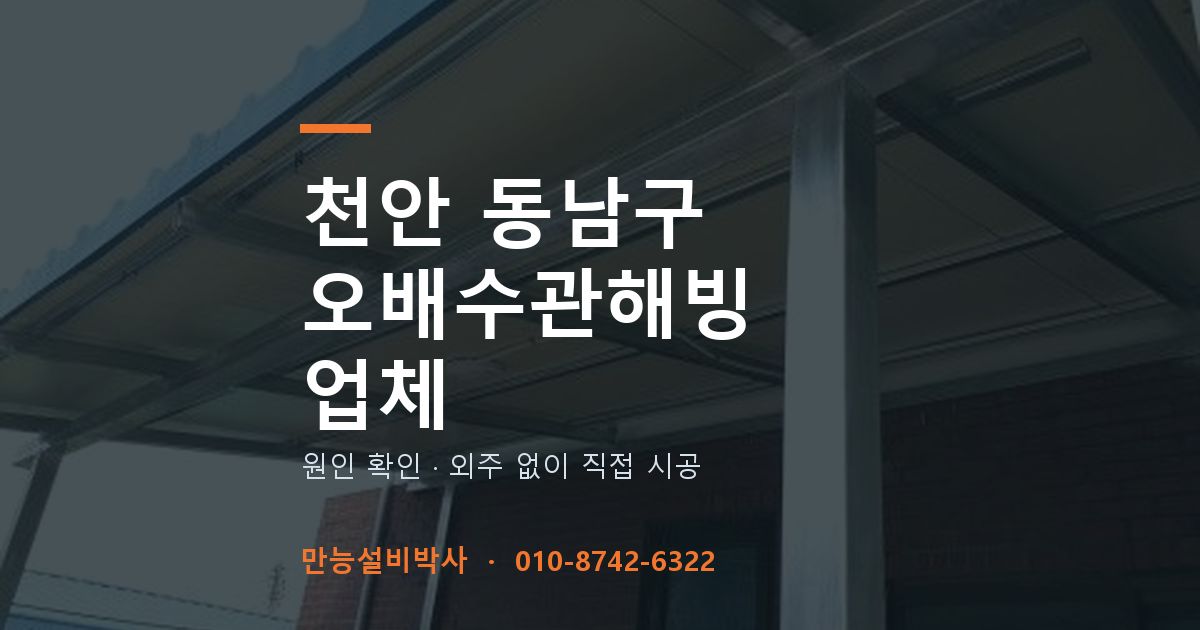 천안 동남구
오배수관해빙
업체
원인 확인 · 외주 없이 직접 시공
만능설비박사 · 010-8742-6322